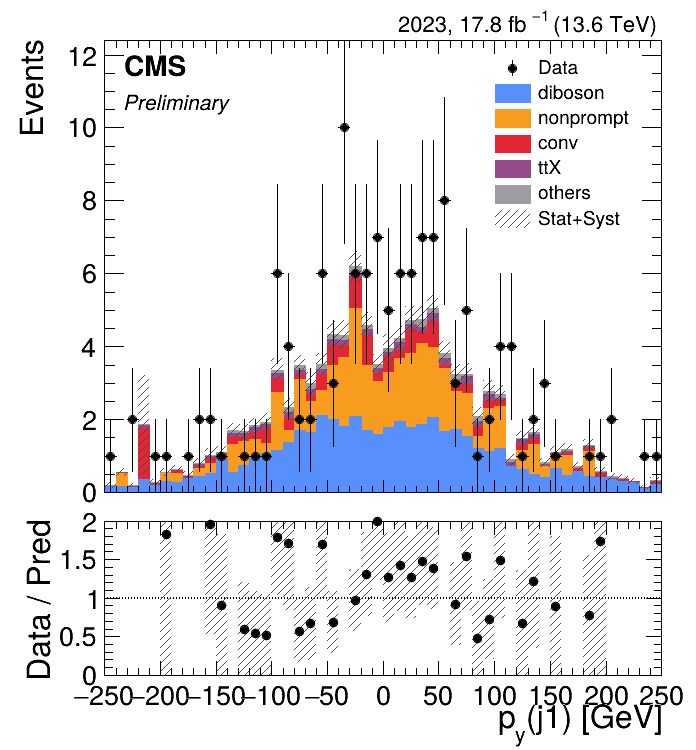 2023, 17.8 fb⁻¹ (13.6 TeV)
Events
CMS
Preliminary
Data
diboson
nonprompt
conv
ttX
others
Stat+Syst
12
10
8
6
4
2
0
Data / Pred
2
1.5
1
0.5
0
−250 −200 −150 −100 −50 0 50 100 150 200 250
p_y(j1) [GeV]